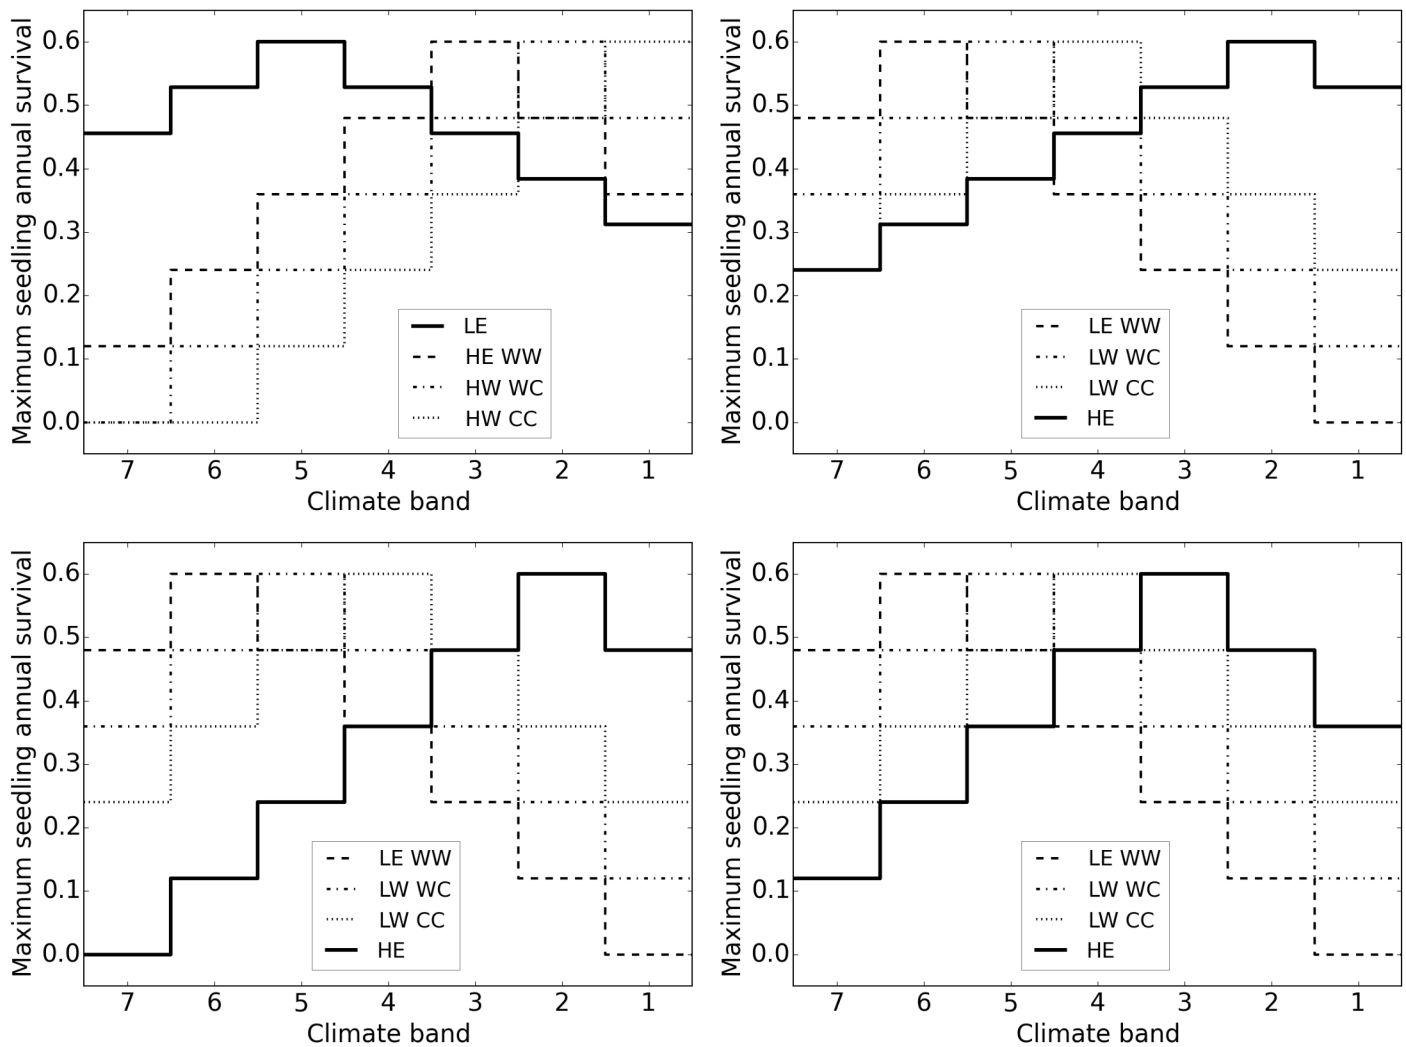 Maximum seedling annual survival
0.6
0.5
0.4
0.3
0.2
0.1
0.0
LE
HE WW
HW WC
HW CC
7 6 5 4 3 2 1
Climate band
Maximum seedling annual survival
0.6
0.5
0.4
0.3
0.2
0.1
0.0
LE WW
LW WC
LW CC
HE
7 6 5 4 3 2 1
Climate band
Maximum seedling annual survival
0.6
0.5
0.4
0.3
0.2
0.1
0.0
LE WW
LW WC
LW CC
HE
7 6 5 4 3 2 1
Climate band
Maximum seedling annual survival
0.6
0.5
0.4
0.3
0.2
0.1
0.0
LE WW
LW WC
LW CC
HE
7 6 5 4 3 2 1
Climate band